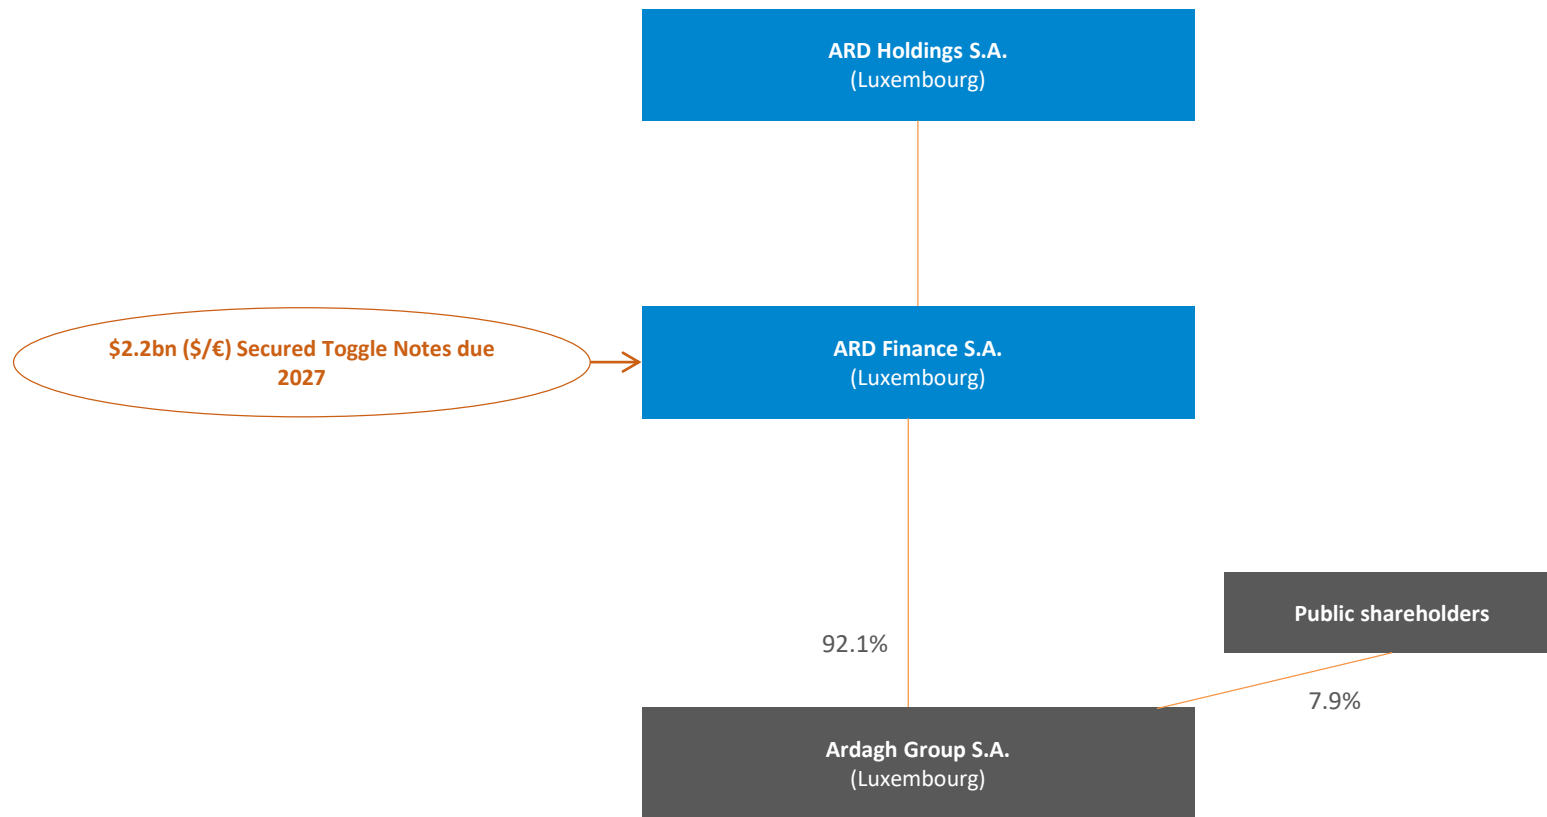 ARD Holdings S.A.
(Luxembourg)
$2.2bn ($/€) Secured Toggle Notes due
2027
ARD Finance S.A.
(Luxembourg)
Public shareholders
92.1%
7.9%
Ardagh Group S.A.
(Luxembourg)